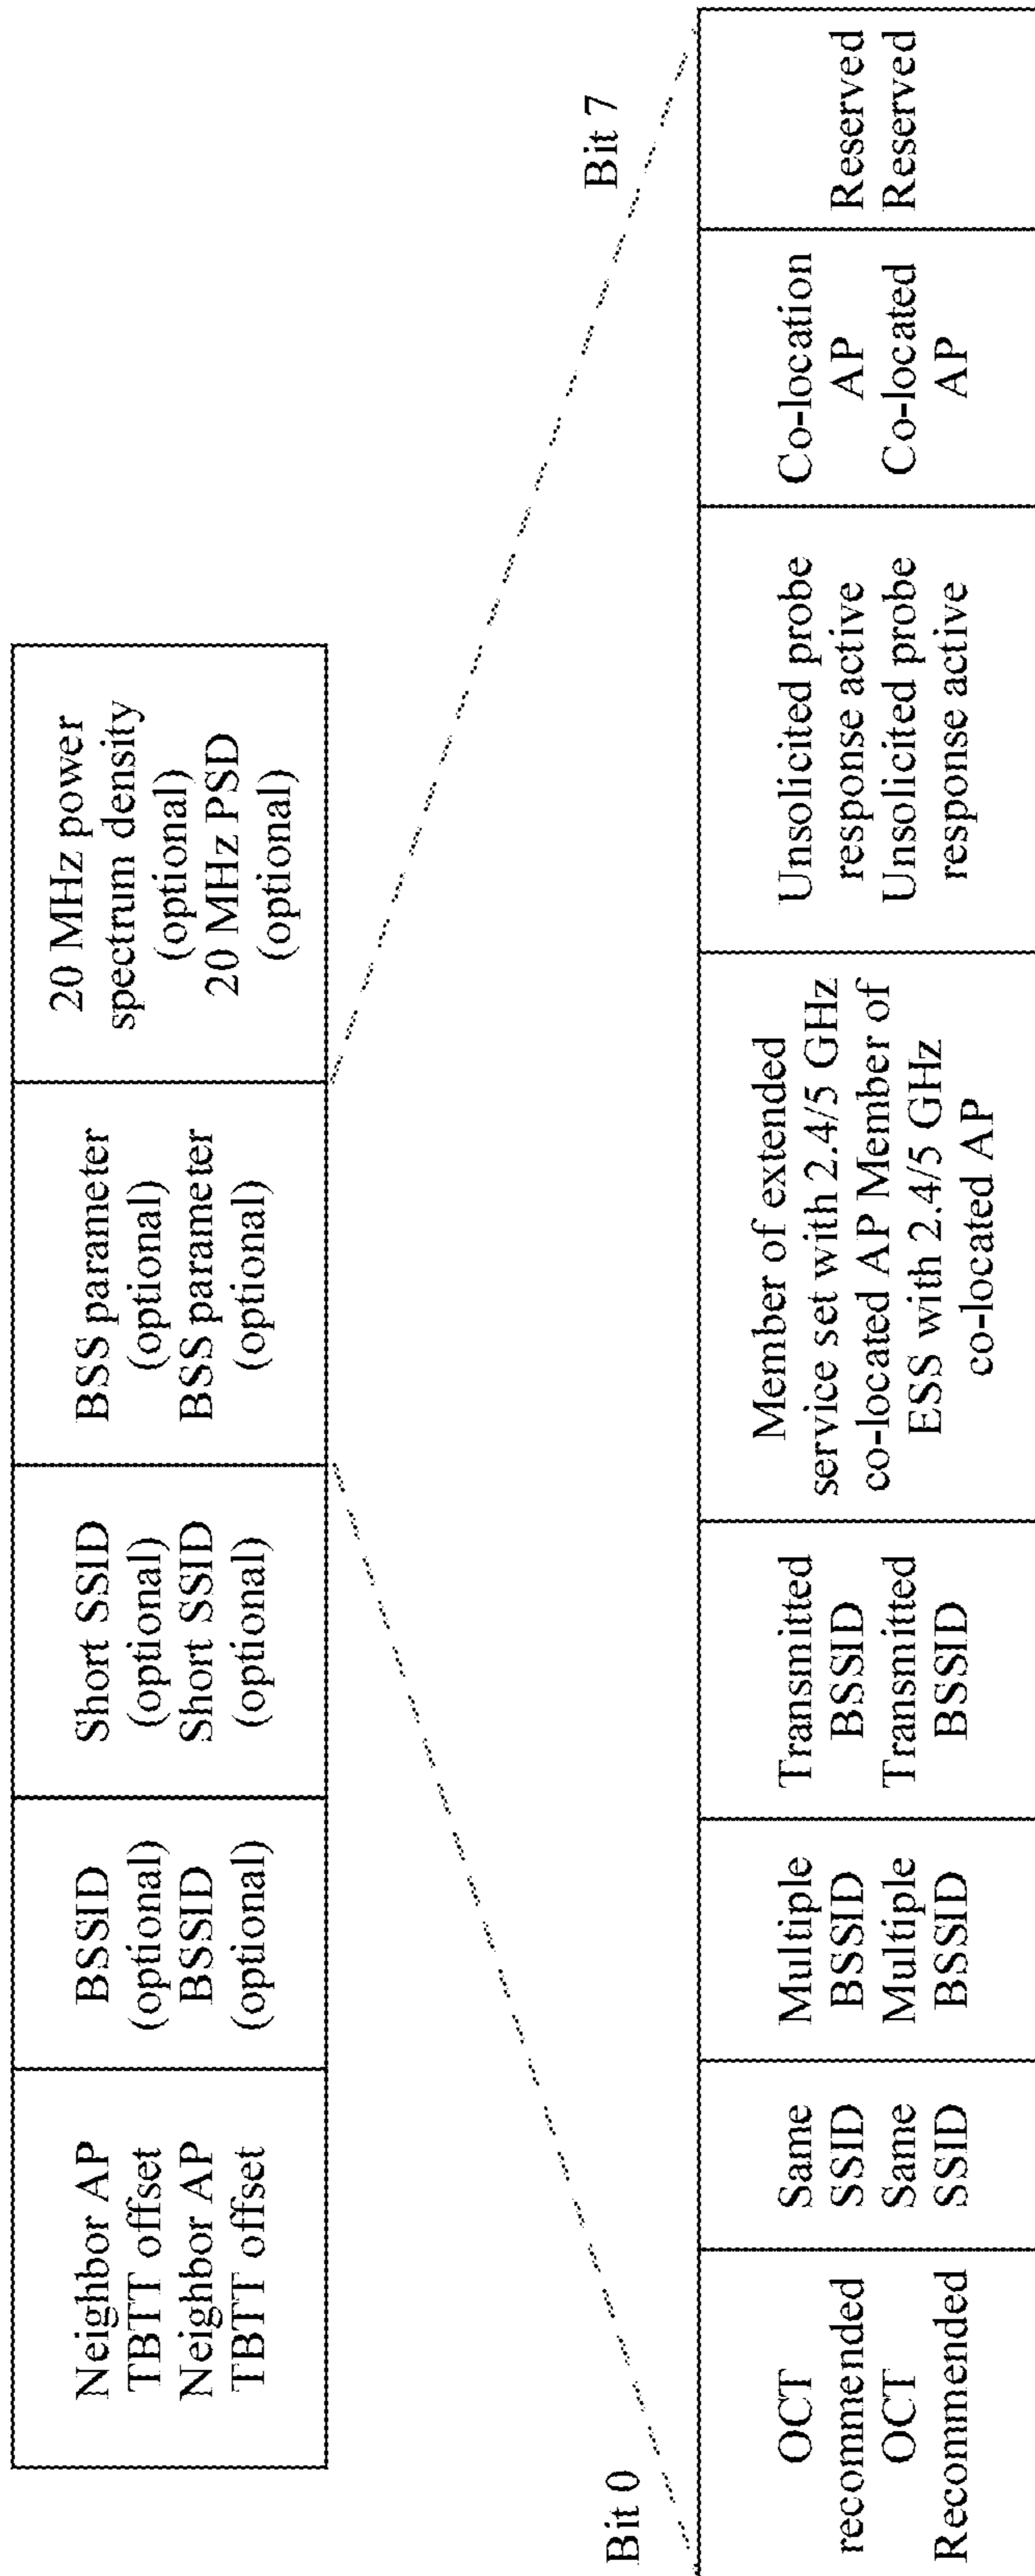 Neighbor AP
TBTT offset
Neighbor AP
TBTT offset
BSSID
(optional)
BSSID
(optional)
Short SSID
(optional)
Short SSID
(optional)
BSS parameter
(optional)
BSS parameter
(optional)
20 MHz power
spectrum density
(optional)
20 MHz PSD
(optional)
Bit 0
Bit 7
OCT
recommended
OCT
Recommended
Same
SSID
Same
SSID
Multiple
BSSID
Multiple
BSSID
Transmitted
BSSID
Transmitted
BSSID
Member of extended
service set with 2.4/5 GHz
co-located AP Member of
ESS with 2.4/5 GHz
co-located AP
Unsolicited probe
response active
Unsolicited probe
response active
Co-location
AP
Co-located
AP
Reserved
Reserved